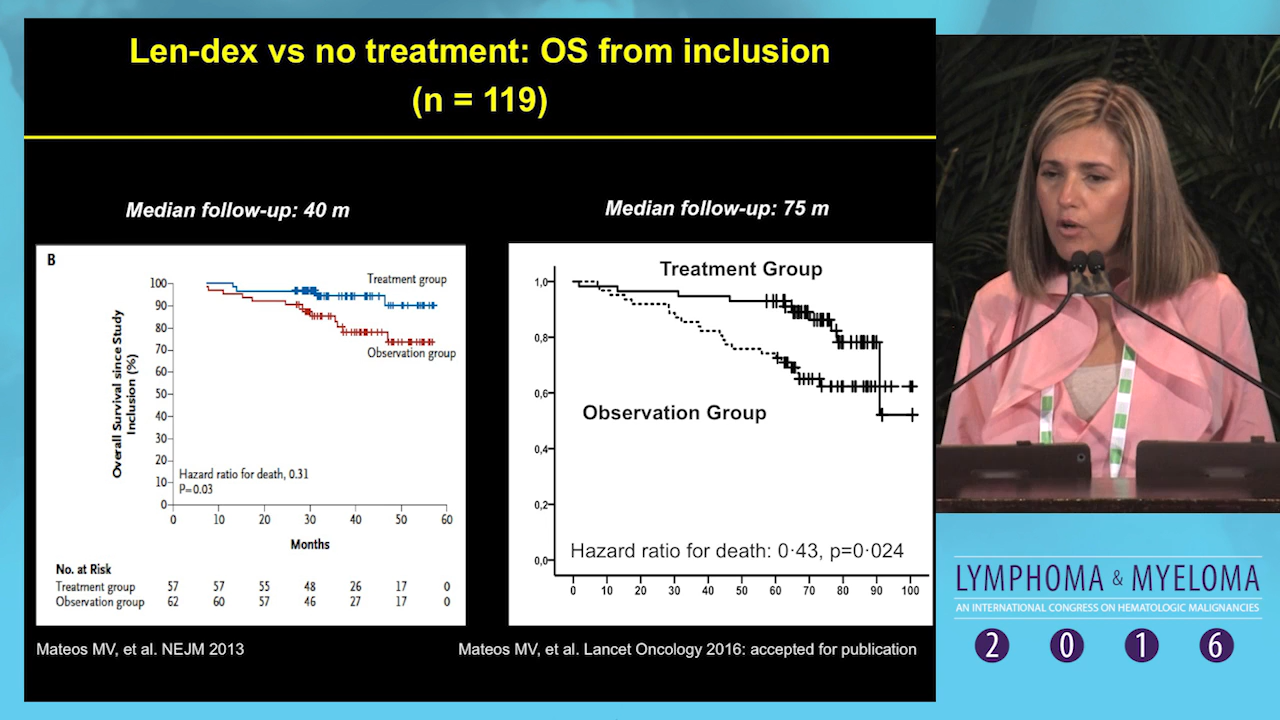 Len-dex vs no treatment: OS from inclusion
(n = 119)
Median follow-up: 40 m
B
Overall Survival since Study
Inclusion (%)
100
90
80
70
60
50
40
30
20
10
0
Treatment group
Observation group
Hazard ratio for death, 0.31
P=0.03
0 10 20 30 40 50 60
Months
No. at Risk
Treatment group 57 57 55 48 26 17 0
Observation group 62 60 57 46 27 17 0
Mateos MV, et al. NEJM 2013
Median follow-up: 75 m
1,0
0,8
0,6
0,4
0,2
0,0
Treatment Group
Observation Group
Hazard ratio for death: 0·43, p=0·024
0 10 20 30 40 50 60 70 80 90 100
Mateos MV, et al. Lancet Oncology 2016: accepted for publication
LYMPHOMA & MYELOMA
AN INTERNATIONAL CONGRESS ON HEMATOLOGIC MALIGNANCIES
2 0 1 6